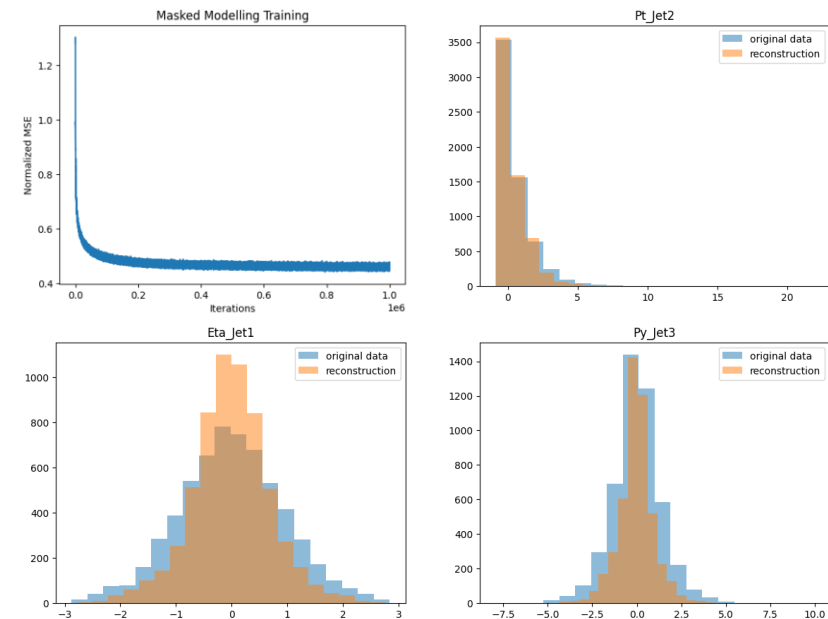 Masked Modelling Training
Normalized MSE
1.2
1.0
0.8
0.6
0.4
0.0 0.2 0.4 0.6 0.8 1.0
1e6
Iterations
Pt_Jet2
original data
reconstruction
3500
3000
2500
2000
1500
1000
500
0
0 5 10 15 20
Eta_Jet1
original data
reconstruction
1000
800
600
400
200
0
−3 −2 −1 0 1 2 3
Py_Jet3
original data
reconstruction
1400
1200
1000
800
600
400
200
0
−7.5 −5.0 −2.5 0.0 2.5 5.0 7.5 10.0